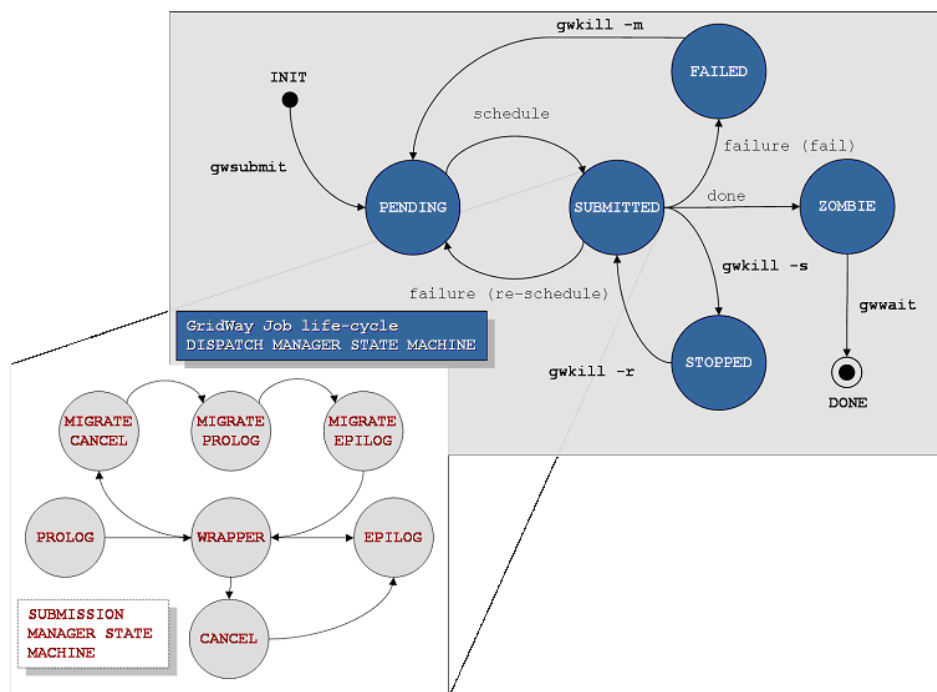 gwkill -m
FAILED
INIT
schedule
failure (fail)
gwsubmit
PENDING
SUBMITTED
done
ZOMBIE
gwkill -s
failure (re-schedule)
gwwait
GridWay Job life-cycle
DISPATCH MANAGER STATE MACHINE
gwkill -r
STOPPED
DONE
MIGRATE
CANCEL
MIGRATE
PROLOG
MIGRATE
EPILOG
PROLOG
WRAPPER
EPILOG
SUBMISSION
MANAGER STATE
MACHINE
CANCEL